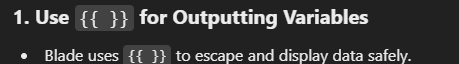 1. Use {{ }} for Outputting Variables
• Blade uses {{ }} to escape and display data safely.